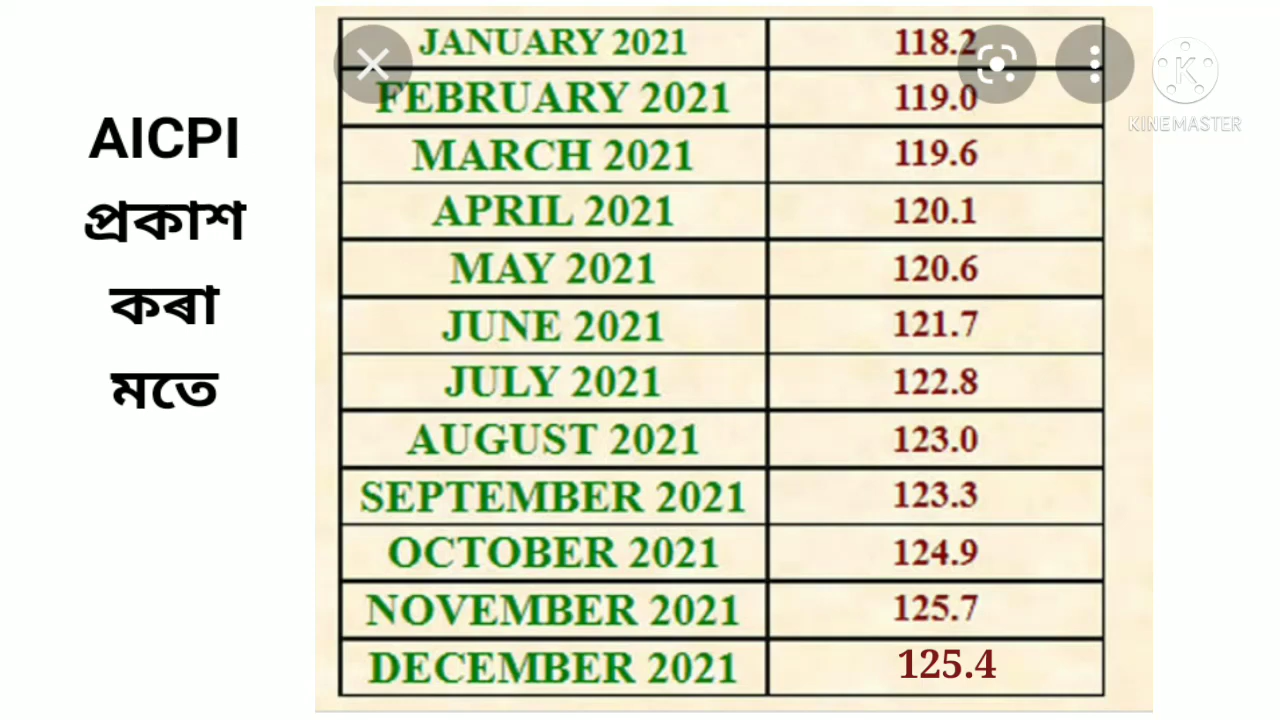 AICPI
প্ৰকাশ
কৰা
মতে
JANUARY 2021 118.2
FEBRUARY 2021 119.0
MARCH 2021 119.6
APRIL 2021 120.1
MAY 2021 120.6
JUNE 2021 121.7
JULY 2021 122.8
AUGUST 2021 123.0
SEPTEMBER 2021 123.3
OCTOBER 2021 124.9
NOVEMBER 2021 125.7
DECEMBER 2021 125.4
K
KINEMASTER